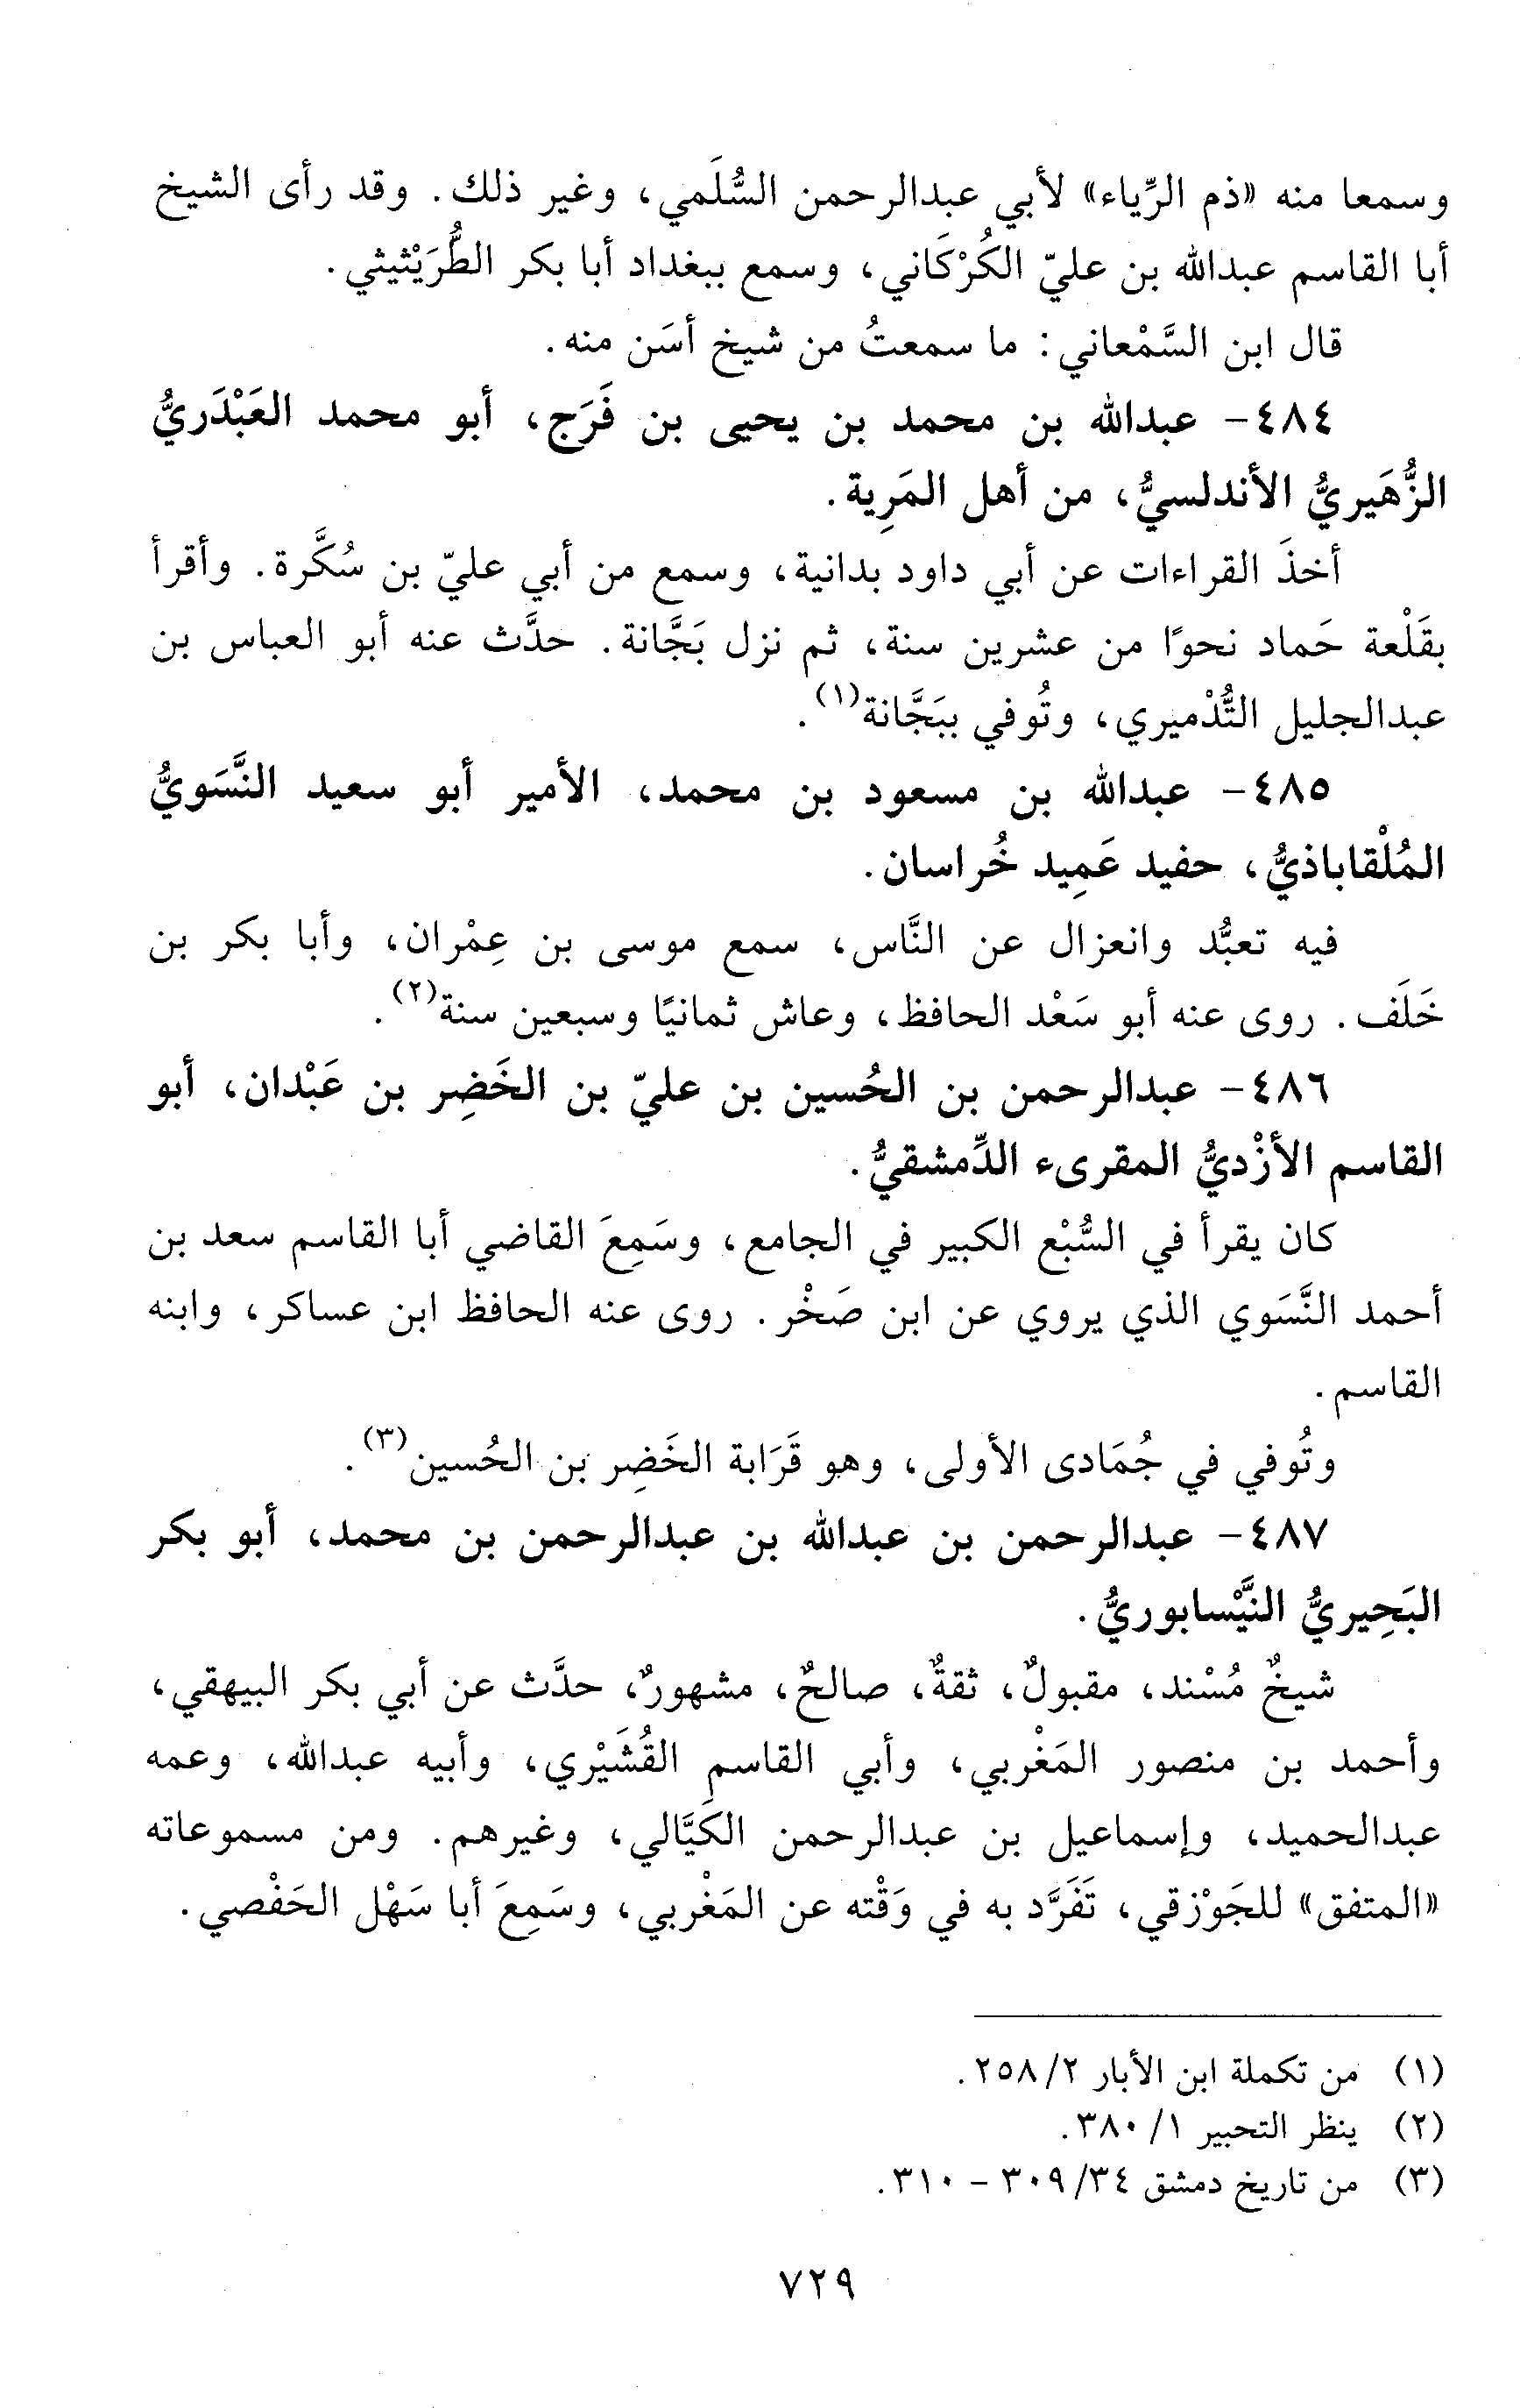 وسمعا منه «ذم الرِّياء» لأبي عبدالرحمن السُّلَمي، وغير ذلك. وقد رأى الشيخ
أبا القاسم عبدالله بن عليّ الكُرْكَاني، وسمع ببغداد أبا بكر الطُّرَيْثيثي.
قال ابن السَّمْعاني: ما سمعتُ من شيخ أسَن منه.
٤٨٤- عبدالله بن محمد بن يحيى بن فَرَج، أبو محمد العَبْدَريُّ
الزُّهَيريُّ الأندلسيُّ، من أهل المَرِية.
أخذَ القراءات عن أبي داود بدانية، وسمع من أبي عليّ بن سُكَّرة. وأقرأ
بقَلْعة حَماد نحوًا من عشرين سنة، ثم نزل بَجَّانة. حدَّث عنه أبو العباس بن
عبدالجليل التُّدْميري، وتُوفي ببَجَّانة(١).
٤٨٥- عبدالله بن مسعود بن محمد، الأمير أبو سعيد النَّسَويُّ
المُلْقاباذيُّ، حفيد عَمِيد خُراسان.
فيه تعبُّد وانعزال عن النَّاس، سمع موسى بن عِمْران، وأبا بكر بن
خَلَف. روى عنه أبو سَعْد الحافظ، وعاش ثمانيًا وسبعين سنة(٢).
٤٨٦- عبدالرحمن بن الحُسين بن عليّ بن الخَضِر بن عَبْدان، أبو
القاسم الأزْديُّ المقرىء الدِّمشقيُّ.
كان يقرأ في السُّبْع الكبير في الجامع، وسَمِعَ القاضي أبا القاسم سعد بن
أحمد النَّسَوي الذي يروي عن ابن صَخْر. روى عنه الحافظ ابن عساكر، وابنه
القاسم.
وتُوفي في جُمَادى الأولى، وهو قَرَابة الخَضِر بن الحُسين(٣).
٤٨٧- عبدالرحمن بن عبدالله بن عبدالرحمن بن محمد، أبو بكر
البَحِيريُّ النَّيْسابوريُّ.
شيخٌ مُسْند، مقبولٌ، ثقةٌ، صالحٌ، مشهورٌ، حدَّث عن أبي بكر البيهقي،
وأحمد بن منصور المَغْربي، وأبي القاسمِ القُشَيْري، وأبيه عبدالله، وعمه
عبدالحميد، وإسماعيل بن عبدالرحمن الكَيَّالي، وغيرهم. ومن مسموعاته
«المتفق» للجَوْزقي، تَفَرَّد به في وَقْته عن المَغْربي، وسَمِعَ أبا سَهْل الحَفْصي.
(١) من تكملة ابن الأبار ٢/ ٢٥٨.
(٢) ينظر التحبير ١/ ٣٨٠.
(٣) من تاريخ دمشق ٣٤/ ٣٠٩ - ٣١٠.
٧٢٩